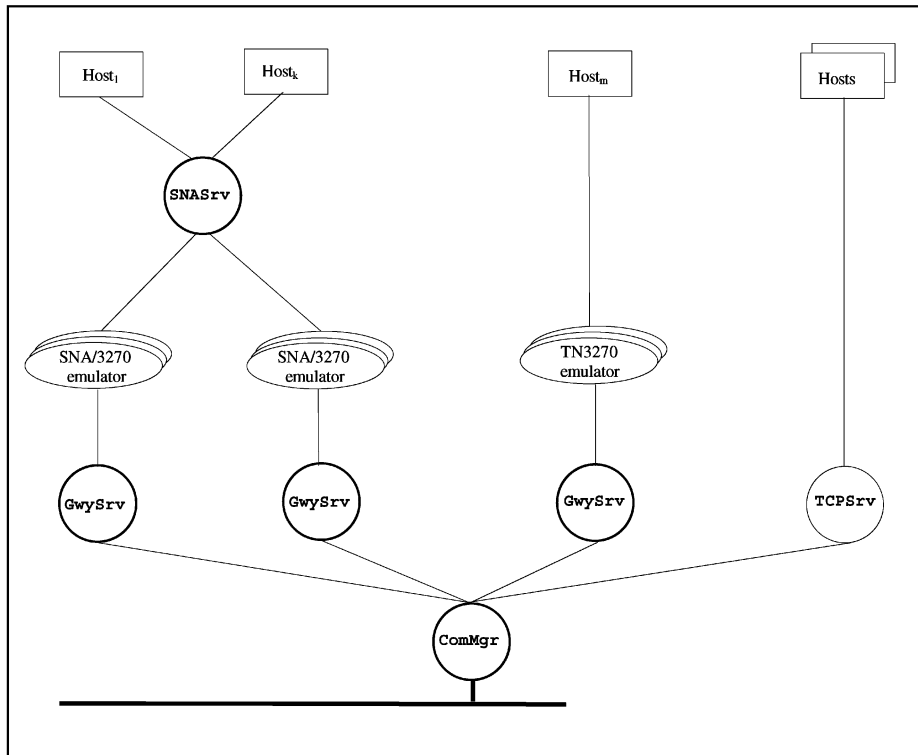 Host₁
Hostₖ
Hostₘ
Hosts
SNASrv
SNA/3270
emulator
SNA/3270
emulator
TN3270
emulator
GwySrv
GwySrv
GwySrv
TCPSrv
ComMgr